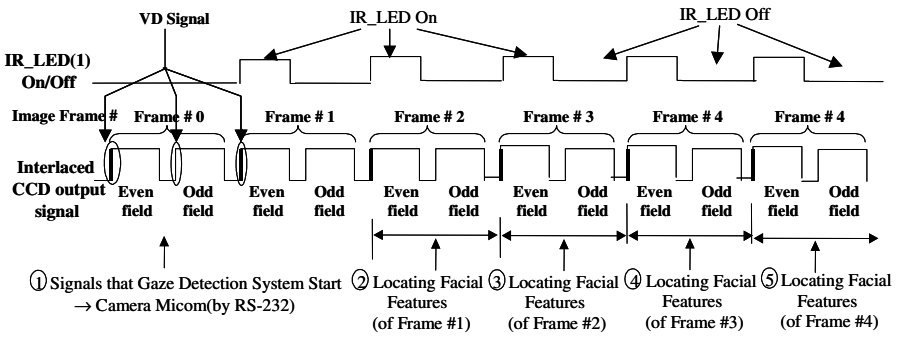 IR_LED On
IR_LED Off
VD Signal
IR_LED(1)
On/Off
Image Frame #
Frame # 0
Frame # 1
Frame # 2
Frame # 3
Frame # 4
Frame # 4
Interlaced
CCD output
signal
Even
field
Odd
field
Even
field
Odd
field
Even
field
Odd
field
Even
field
Odd
field
Even
field
Odd
field
Even
field
Odd
field
① Signals that Gaze Detection System Start
→ Camera Micom(by RS-232)
② Locating Facial
Features
(of Frame #1)
③ Locating Facial
Features
(of Frame #2)
④ Locating Facial
Features
(of Frame #3)
⑤ Locating Facial
Features
(of Frame #4)